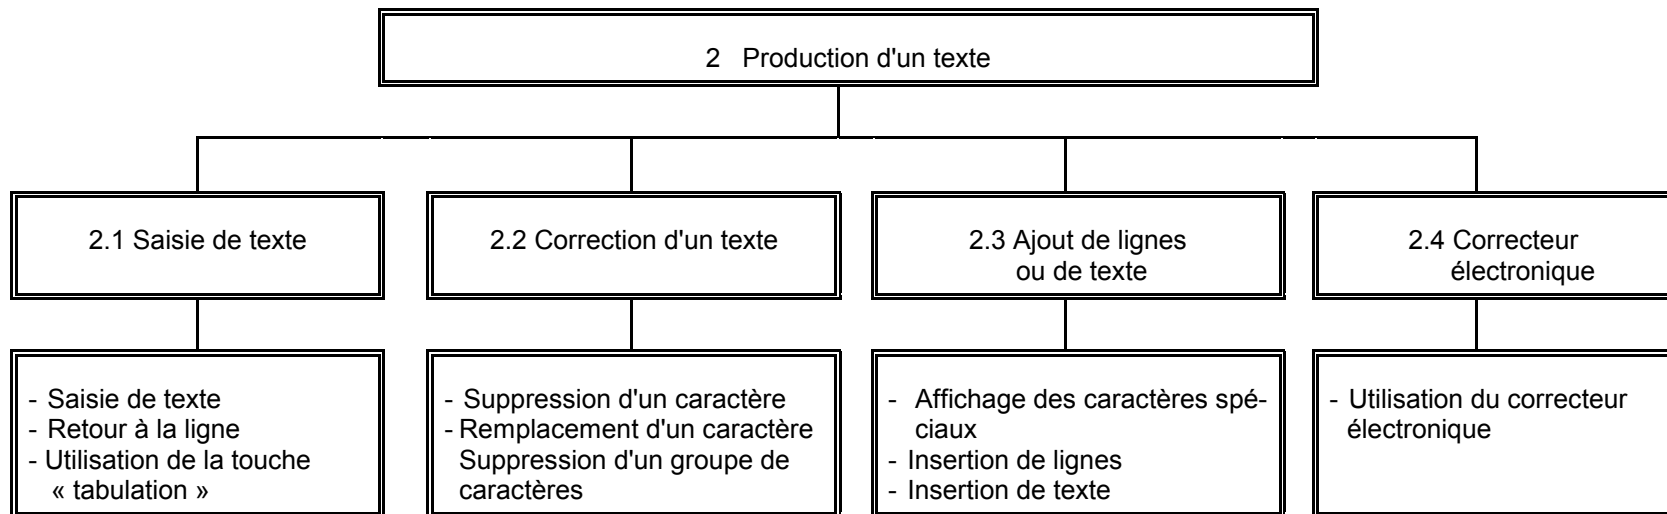 2 Production d'un texte
2.1 Saisie de texte
2.2 Correction d'un texte
2.3 Ajout de lignes
ou de texte
2.4 Correcteur
électronique
- Saisie de texte
- Retour à la ligne
- Utilisation de la touche
« tabulation »
- Suppression d'un caractère
- Remplacement d'un caractère
Suppression d'un groupe de
caractères
- Affichage des caractères spé-
ciaux
- Insertion de lignes
- Insertion de texte
- Utilisation du correcteur
électronique